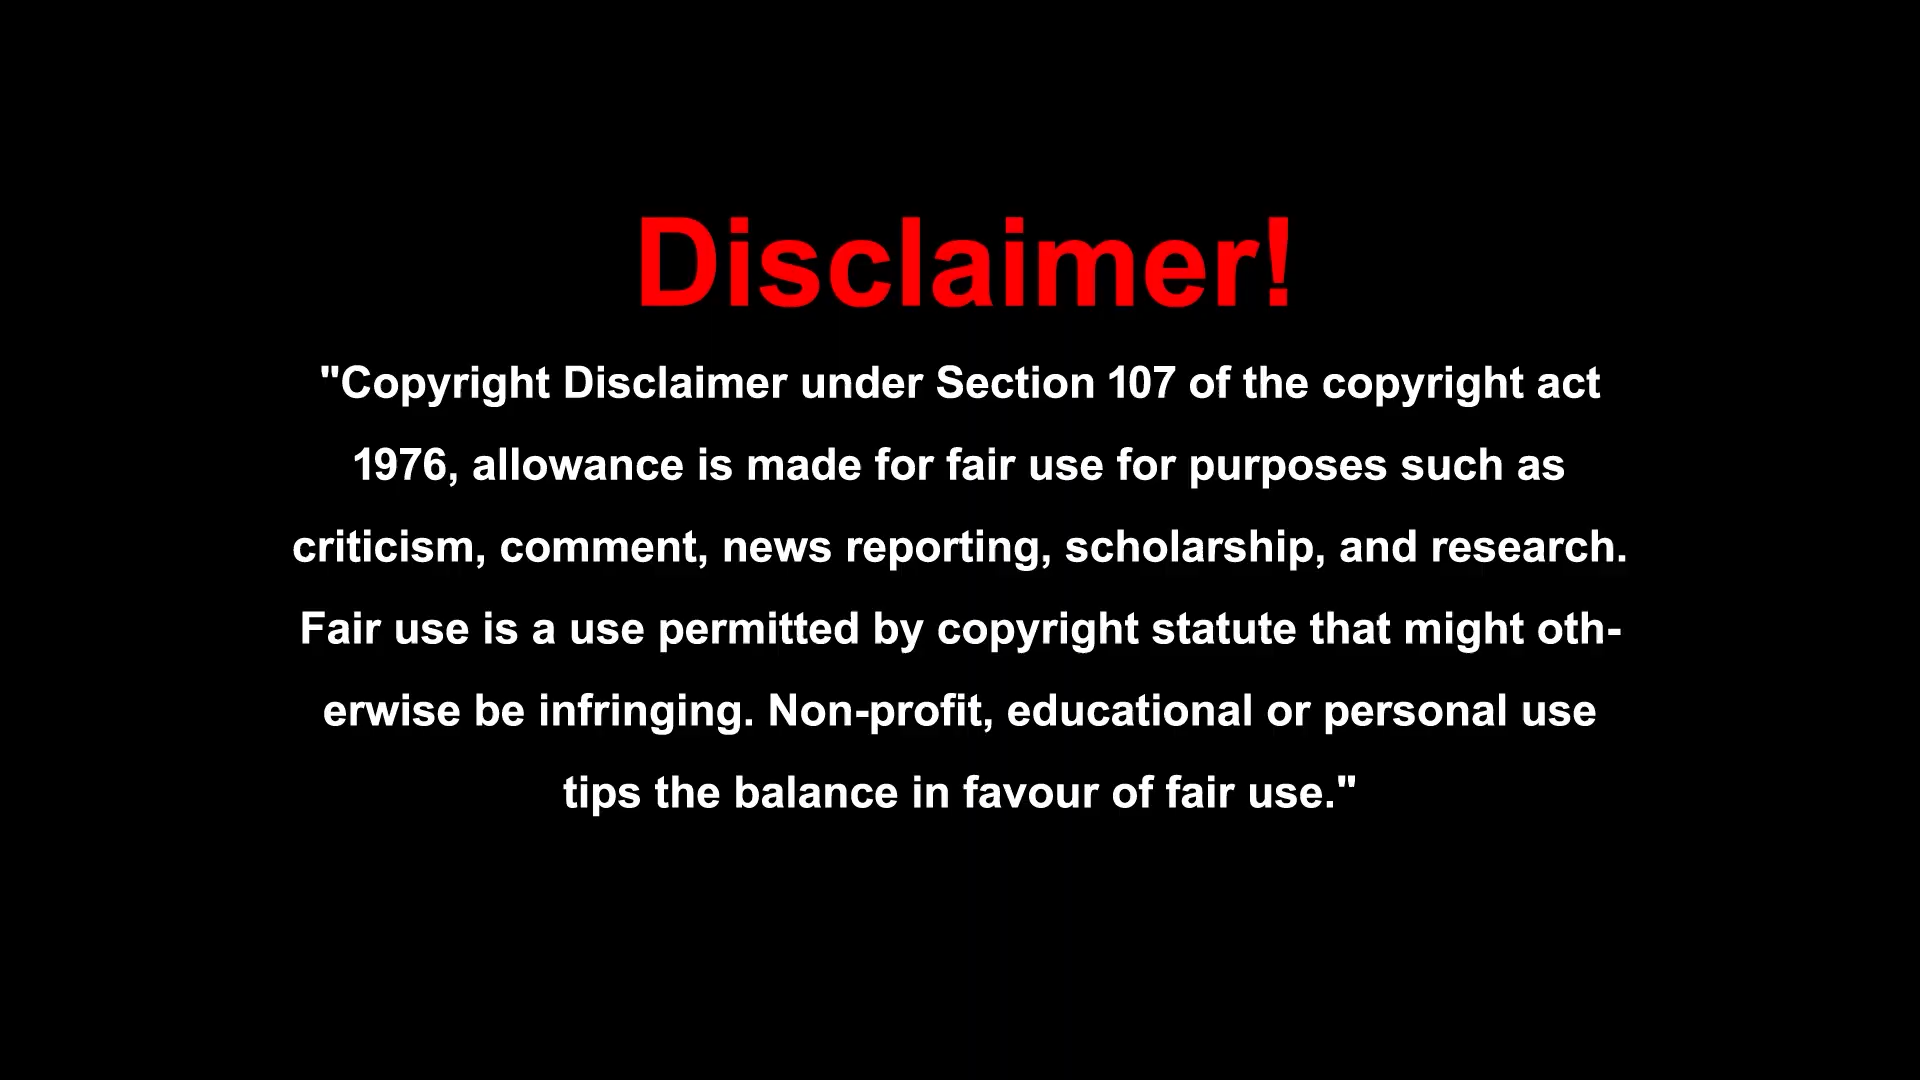 Disclaimer!
"Copyright Disclaimer under Section 107 of the copyright act
1976, allowance is made for fair use for purposes such as
criticism, comment, news reporting, scholarship, and research.
Fair use is a use permitted by copyright statute that might oth-
erwise be infringing. Non-profit, educational or personal use
tips the balance in favour of fair use."